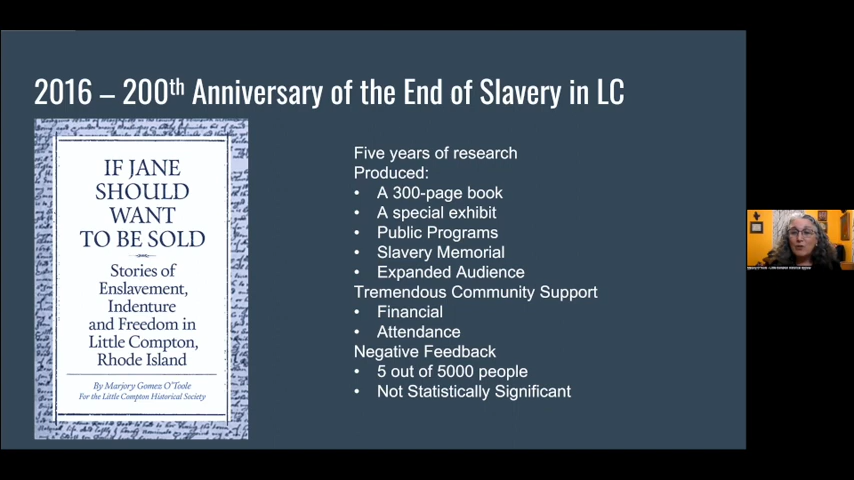 2016 – 200th Anniversary of the End of Slavery in LC
IF JANE
SHOULD
WANT
TO BE SOLD
Stories of
Enslavement,
Indenture
and Freedom in
Little Compton,
Rhode Island
By Marjory Gomez O'Toole
For the Little Compton Historical Society
Five years of research
Produced:
• A 300-page book
• A special exhibit
• Public Programs
• Slavery Memorial
• Expanded Audience
Tremendous Community Support
• Financial
• Attendance
Negative Feedback
• 5 out of 5000 people
• Not Statistically Significant